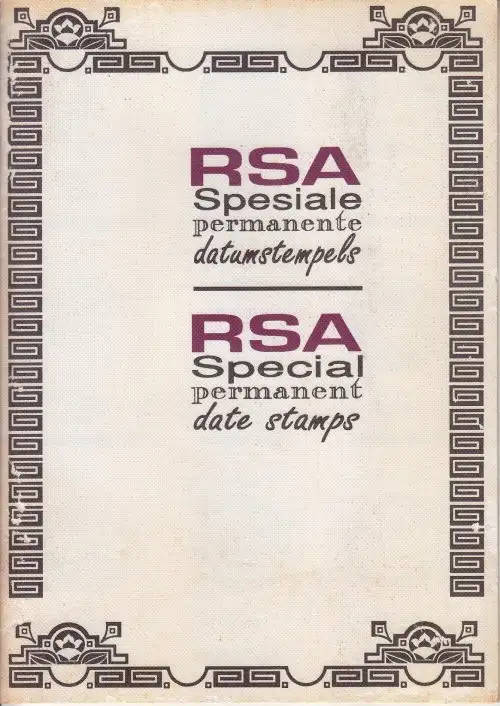 RSA
Spesiale
permanente
datumstempels
RSA
Special
permanent
date stamps